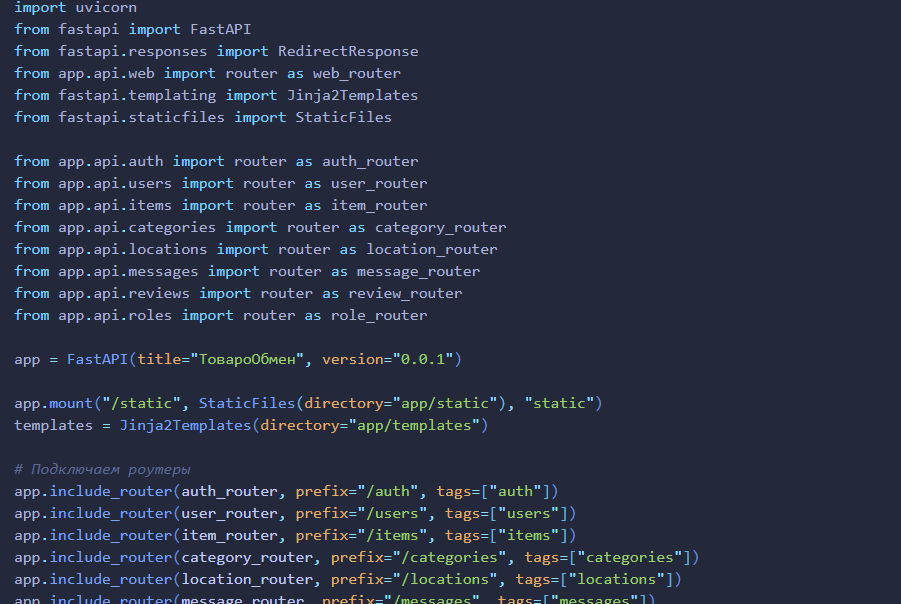 import uvicorn
from fastapi import FastAPI
from fastapi.responses import RedirectResponse
from app.api.web import router as web_router
from fastapi.templating import Jinja2Templates
from fastapi.staticfiles import StaticFiles
from app.api.auth import router as auth_router
from app.api.users import router as user_router
from app.api.items import router as item_router
from app.api.categories import router as category_router
from app.api.locations import router as location_router
from app.api.messages import router as message_router
from app.api.reviews import router as review_router
from app.api.roles import router as role_router
app = FastAPI(title="ТовароОбмен", version="0.0.1")
app.mount("/static", StaticFiles(directory="app/static"), "static")
templates = Jinja2Templates(directory="app/templates")
# Подключаем роутеры
app.include_router(auth_router, prefix="/auth", tags=["auth"])
app.include_router(user_router, prefix="/users", tags=["users"])
app.include_router(item_router, prefix="/items", tags=["items"])
app.include_router(category_router, prefix="/categories", tags=["categories"])
app.include_router(location_router, prefix="/locations", tags=["locations"])
app.include_router(message_router, prefix="/messages", tags=["messages"])